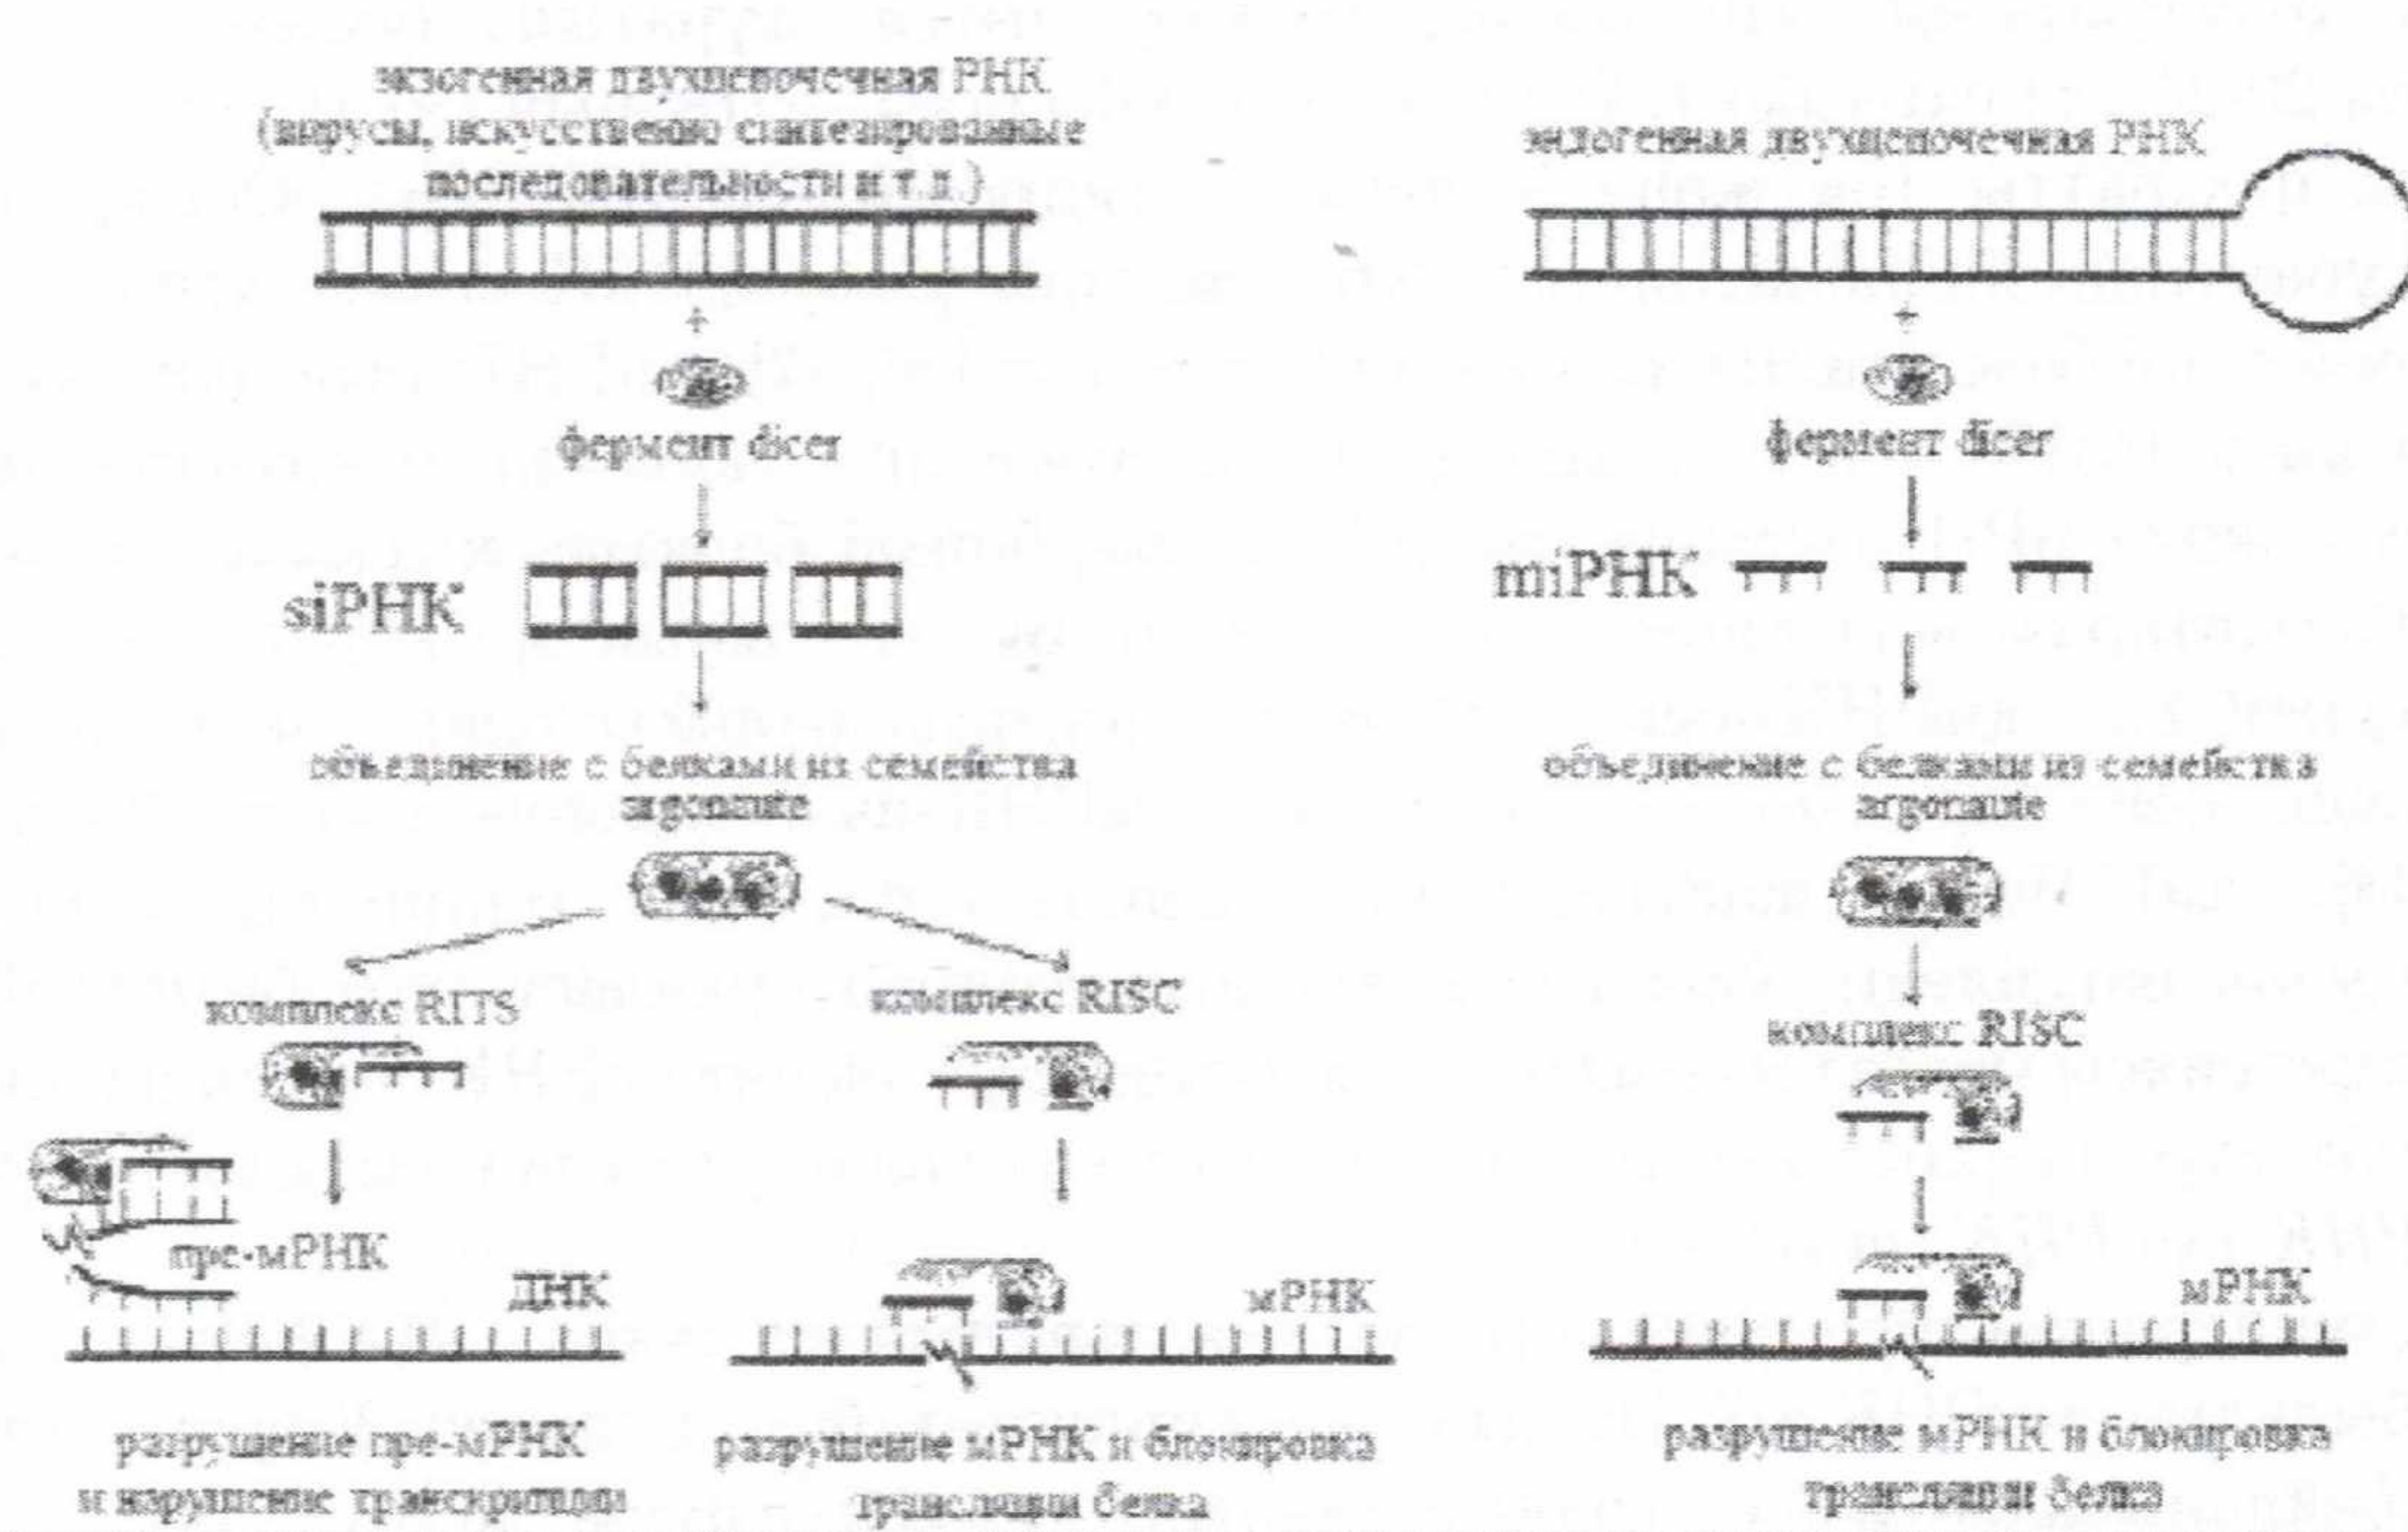 экзогенная двухцепочечная РНК
(вирусы, искусственно синтезированные
последовательности и т.д.)
фермент dicer
siРНК
объединение с белками из семейства
argonaute
комплекс RITS
комплекс RISC
пре-мРНК
ДНК
мРНК
разрушение пре-мРНК
и нарушение транскрипции
разрушение мРНК и блокировка
трансляции белка
эндогенная двухцепочечная РНК
фермент dicer
miРНК
объединение с белками из семейства
argonaute
комплекс RISC
мРНК
разрушение мРНК и блокировка
трансляции белка